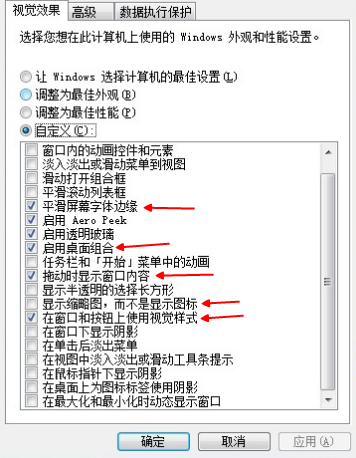 视觉效果 高级 数据执行保护
选择您想在此计算机上使用的 Windows 外观和性能设置。
让 Windows 选择计算机的最佳设置(L)
调整为最佳外观(B)
调整为最佳性能(P)
自定义(C):
窗口内的动画控件和元素
淡入淡出或滑动菜单到视图
滑动打开组合框
平滑滚动列表框
平滑屏幕字体边缘
启用 Aero Peek
启用透明玻璃
启用桌面组合
任务栏和「开始」菜单中的动画
拖动时显示窗口内容
显示半透明的选择长方形
显示缩略图，而不是显示图标
在窗口和按钮上使用视觉样式
在窗口下显示阴影
在单击后淡出菜单
在视图中淡入淡出或滑动工具条提示
在鼠标指针下显示阴影
在桌面上为图标标签使用阴影
在最大化和最小化时动态显示窗口
确定 取消 应用(A)